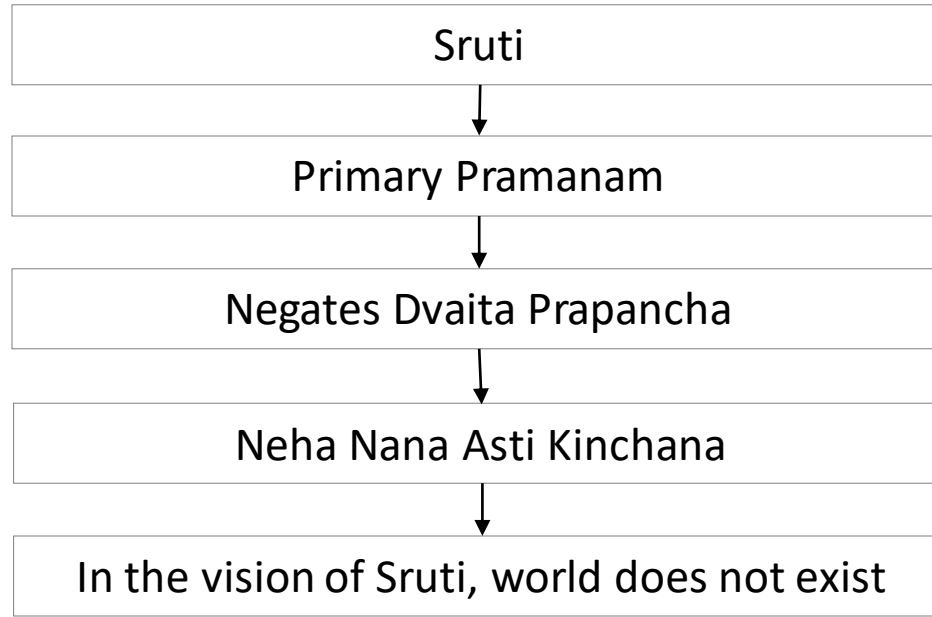 Sruti
Primary Pramanam
Negates Dvaita Prapancha
Neha Nana Asti Kinchana
In the vision of Sruti, world does not exist